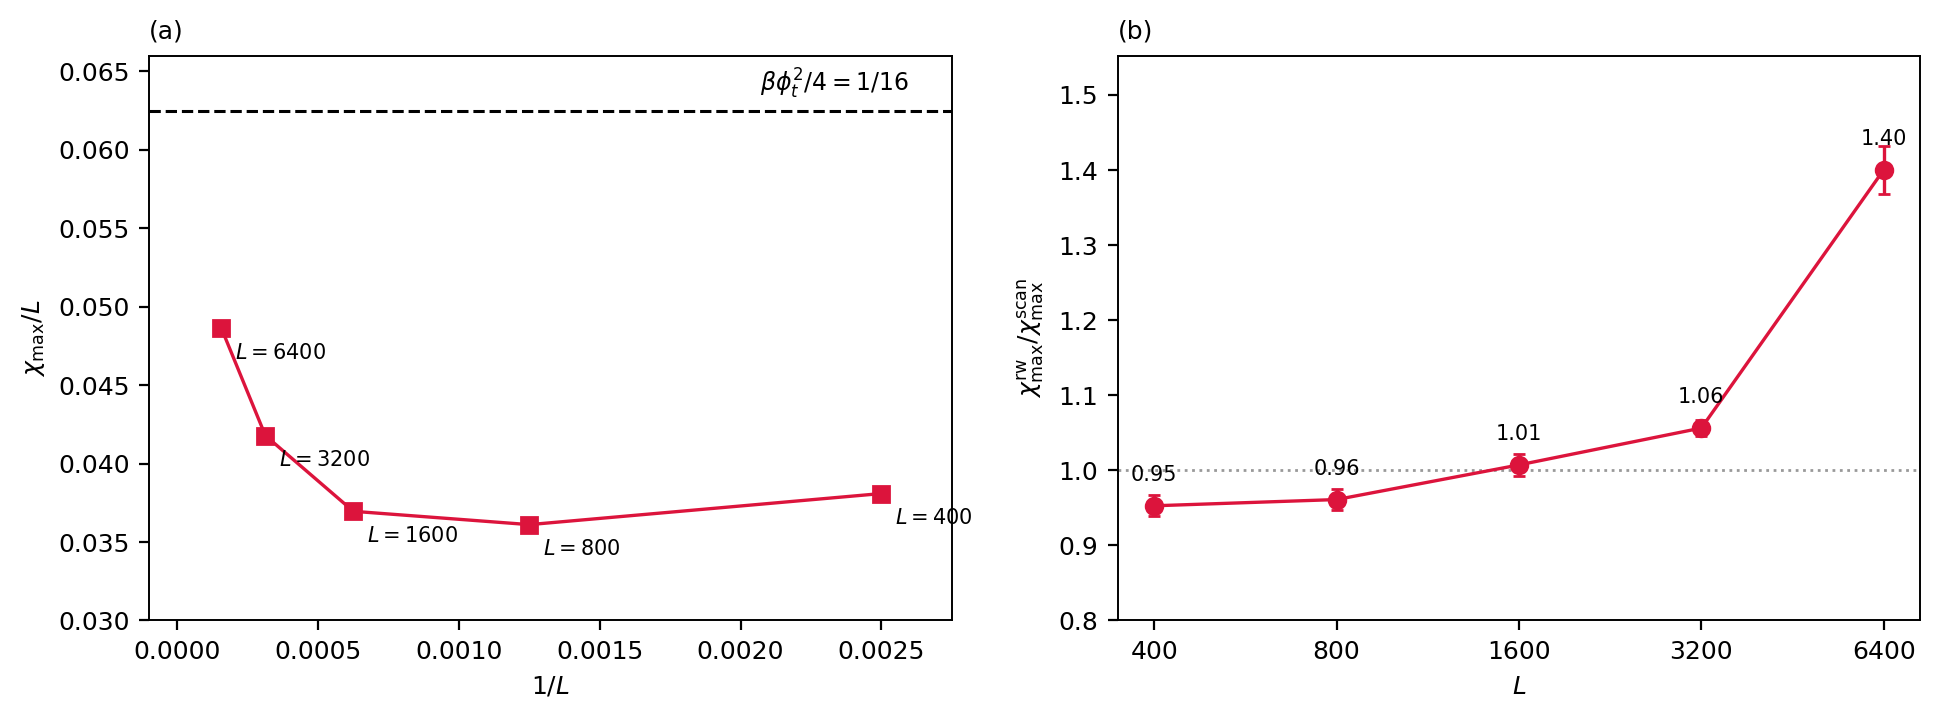 (a)
0.065
0.060
0.055
0.050
0.045
0.040
0.035
0.030
χ_max/L
βϕ_t^2/4 = 1/16
L = 6400
L = 3200
L = 1600
L = 800
L = 400
0.0000 0.0005 0.0010 0.0015 0.0020 0.0025
1/L
(b)
1.5
1.4
1.3
1.2
1.1
1.0
0.9
0.8
χ_max^rw/χ_max^scan
0.95
0.96
1.01
1.06
1.40
400 800 1600 3200 6400
L